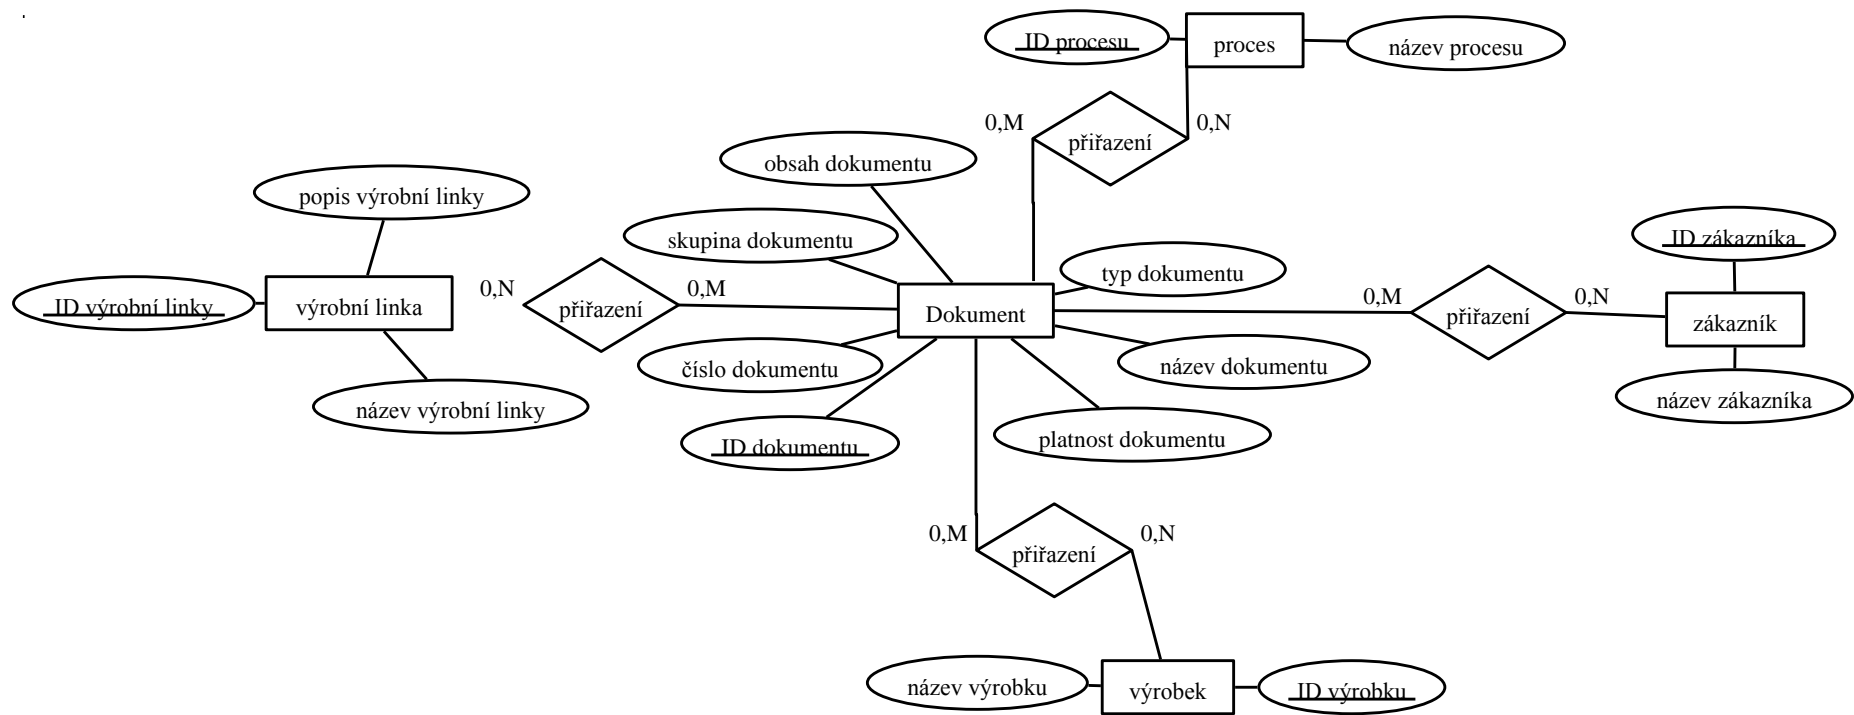 ID procesu
proces
název procesu
0,M
přiřazení
0,N
obsah dokumentu
popis výrobní linky
skupina dokumentu
ID zákazníka
typ dokumentu
0,N
přiřazení
0,M
0,M
přiřazení
0,N
ID výrobní linky
výrobní linka
Dokument
zákazník
číslo dokumentu
název dokumentu
název výrobní linky
název zákazníka
ID dokumentu
platnost dokumentu
0,M
přiřazení
0,N
název výrobku
výrobek
ID výrobku